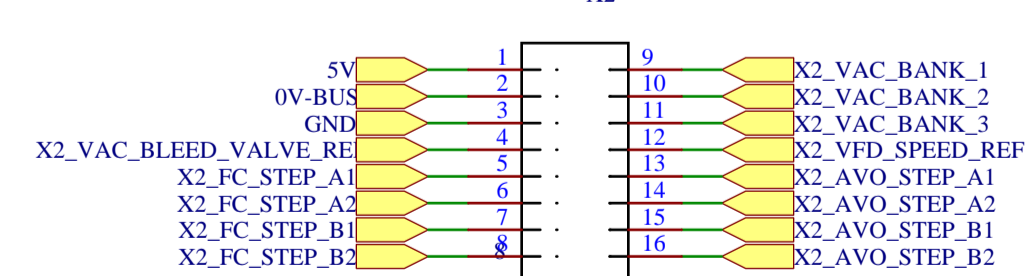 5V 1 9 X2_VAC_BANK_1
0V-BUS 2 10 X2_VAC_BANK_2
GND 3 11 X2_VAC_BANK_3
X2_VAC_BLEED_VALVE_RE 4 12 X2_VFD_SPEED_REF
X2_FC_STEP_A1 5 13 X2_AVO_STEP_A1
X2_FC_STEP_A2 6 14 X2_AVO_STEP_A2
X2_FC_STEP_B1 7 15 X2_AVO_STEP_B1
X2_FC_STEP_B2 8 16 X2_AVO_STEP_B2